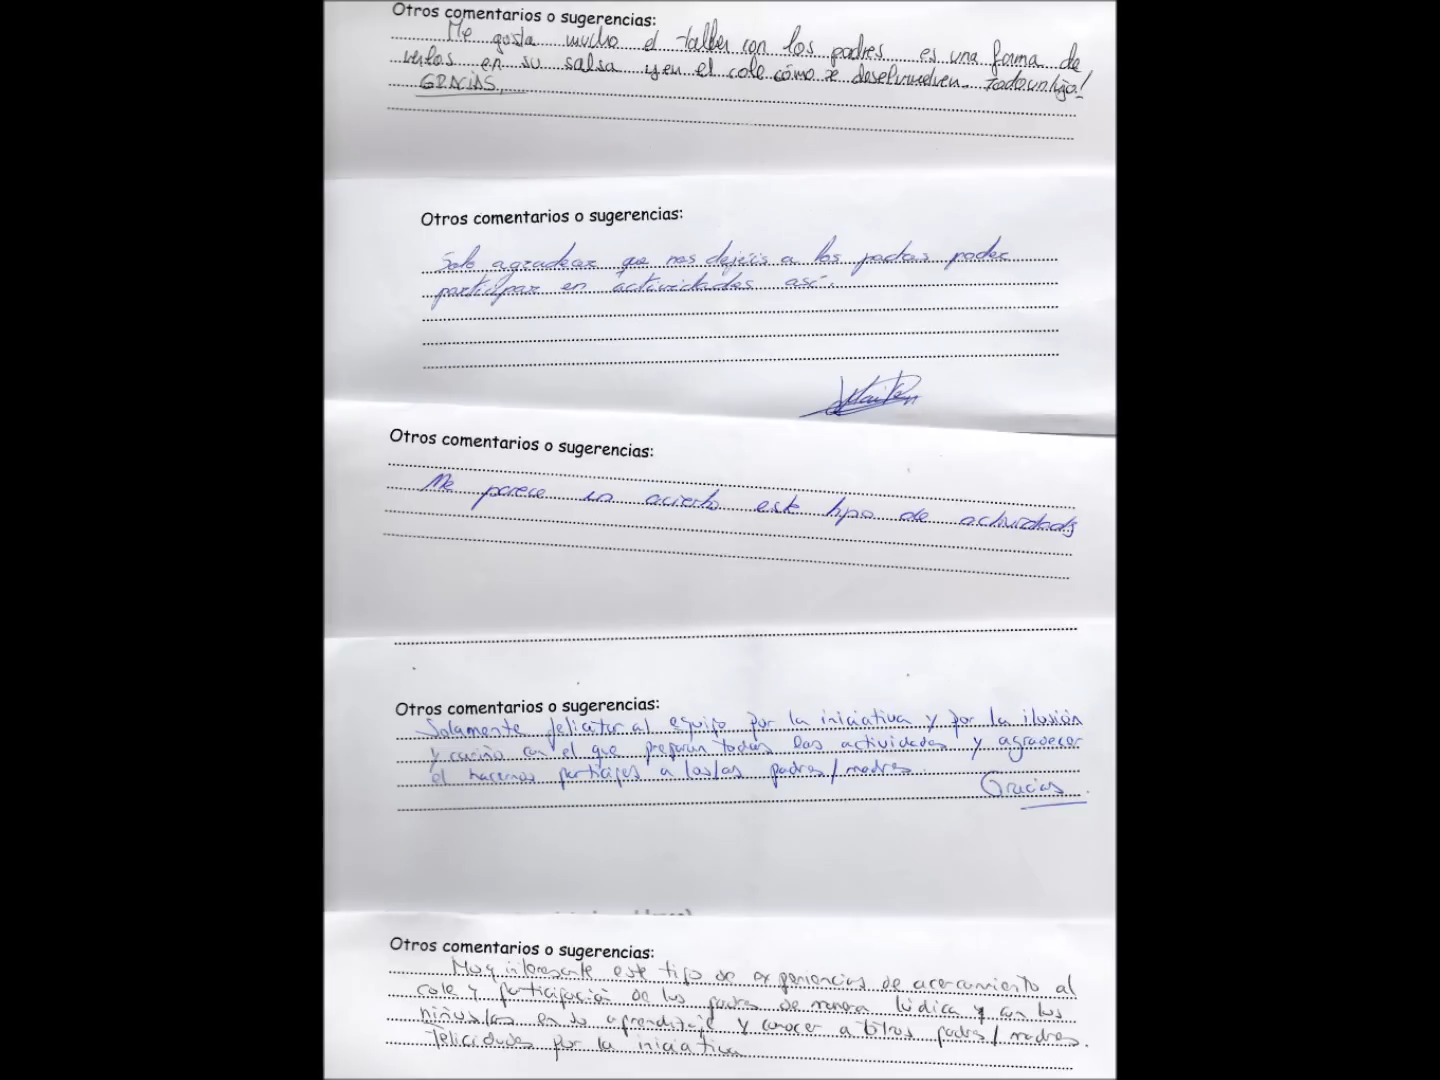 Otros comentarios o sugerencias:
Me gusta mucho el taller con los padres es una forma de
verlos en su salsa y en el cole cómo se desenvuelven. Todo un lujo!
GRACIAS.
Otros comentarios o sugerencias:
Solo agradecer que nos dejéis a los padres poder
participar en actividades así.
Otros comentarios o sugerencias:
Me parece un acierto este tipo de actividades
Otros comentarios o sugerencias:
Solamente felicitar al equipo por la iniciativa y por la ilusión
y cariño con el que preparan todas las actividades y agradecer
el hacernos partícipes a los/as padres/madres.
Gracias.
Otros comentarios o sugerencias:
Muy interesante este tipo de experiencias de acercamiento al
cole y participación de los padres de manera lúdica y con los
niños/as en su aprendizaje y conocer a otros padres/madres.
Felicidades por la iniciativa